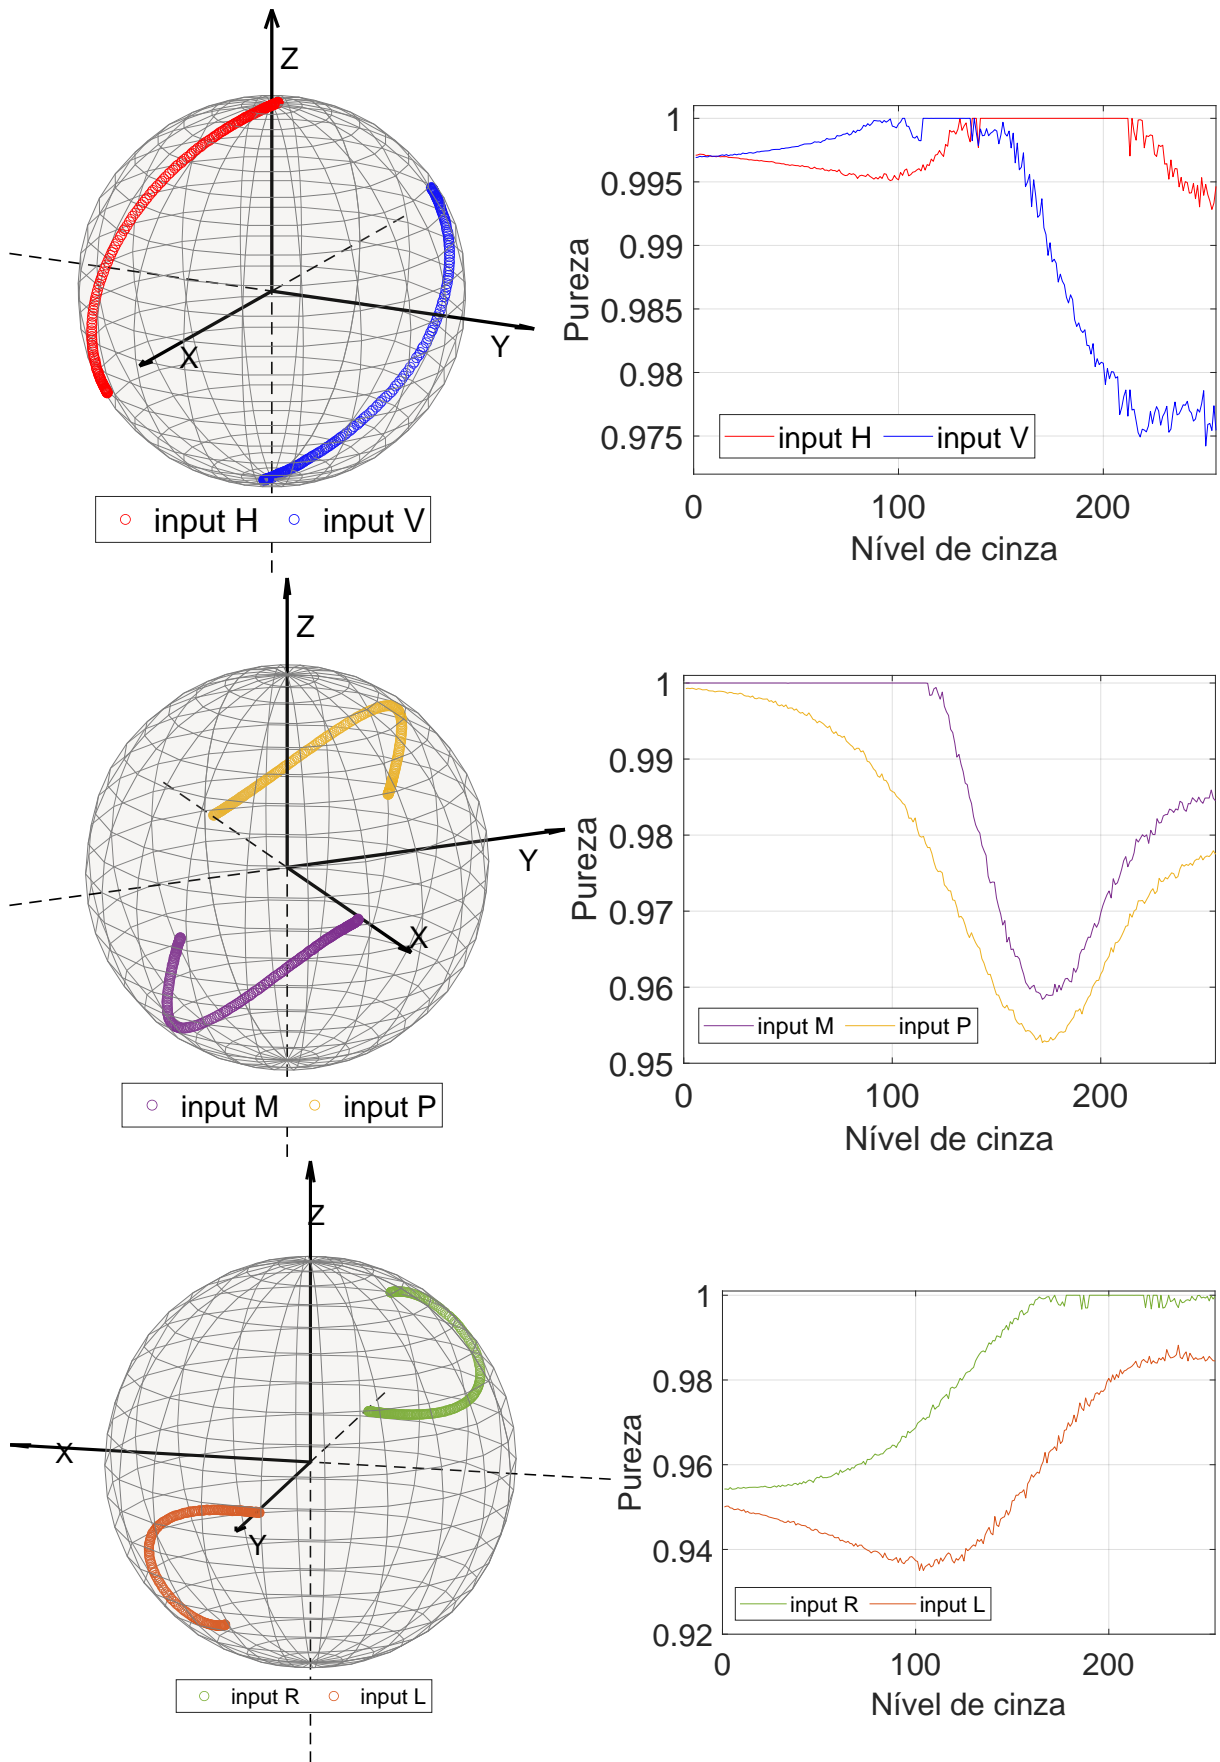 Z
X
Y
input H input V
1
0.995
0.99
0.985
0.98
0.975
Pureza
input H input V
0 100 200
Nível de cinza
Z
Y
X
input M input P
1
0.99
0.98
0.97
0.96
0.95
Pureza
input M input P
0 100 200
Nível de cinza
Z
X
Y
input R input L
1
0.98
0.96
0.94
0.92
Pureza
input R input L
0 100 200
Nível de cinza